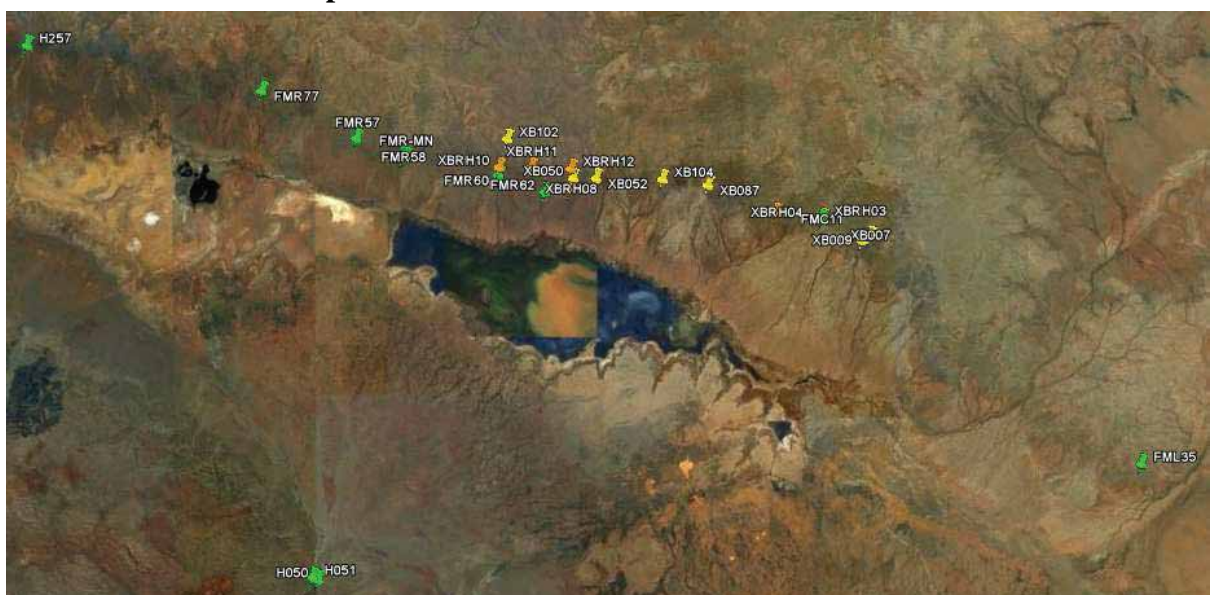 H257
FMR77
FMR57
FMR-MN
FMR58
XB102
XBRH11
XBRH10
XB050
XBRH12
FMR60
FMR62
XBRH08
XB052
XB104
XB087
XBRH04
FMC11
XBRH03
XB009
XB007
FML35
H050
H051